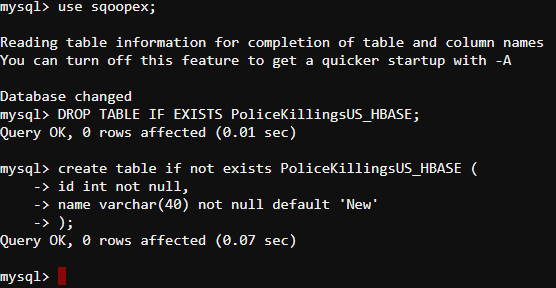 mysql> use sqoopex;
Reading table information for completion of table and column names
You can turn off this feature to get a quicker startup with -A
Database changed
mysql> DROP TABLE IF EXISTS PoliceKillingsUS_HBASE;
Query OK, 0 rows affected (0.01 sec)
mysql> create table if not exists PoliceKillingsUS_HBASE (
    -> id int not null,
    -> name varchar(40) not null default 'New'
    -> );
Query OK, 0 rows affected (0.07 sec)
mysql>